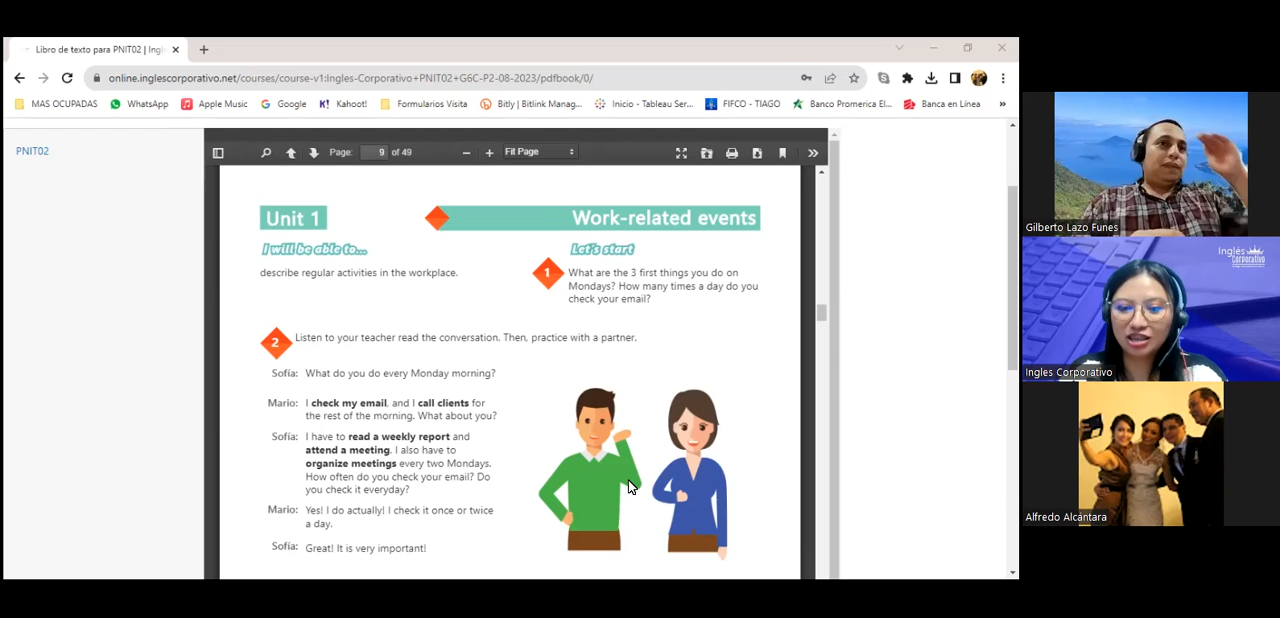 Libro de texto para PNIT02 | Ingl
online.inglescorporativo.net/courses/course-v1:Ingles-Corporativo+PNIT02+G6C-P2-08-2023/pdfbook/0/
MAS OCUPADAS WhatsApp Apple Music Google Kahoot! Formularios Visita Bitly | Bitlink Manag... Inicio - Tableau Ser... FIFCO - TIAGO Banco Promerica El... Banca en Línea »
PNIT02
Page: 9 of 49 Fit Page
Unit 1 Work-related events
I will be able to...
describe regular activities in the workplace.
Let's start
1 What are the 3 first things you do on
Mondays? How many times a day do you
check your email?
2 Listen to your teacher read the conversation. Then, practice with a partner.
Sofía: What do you do every Monday morning?
Mario: I check my email, and I call clients for
the rest of the morning. What about you?
Sofía: I have to read a weekly report and
attend a meeting. I also have to
organize meetings every two Mondays.
How often do you check your email? Do
you check it everyday?
Mario: Yes! I do actually! I check it once or twice
a day.
Sofía: Great! It is very important!
Gilberto Lazo Funes
Inglés
Corporativo
Ingles Corporativo
Alfredo Alcántara